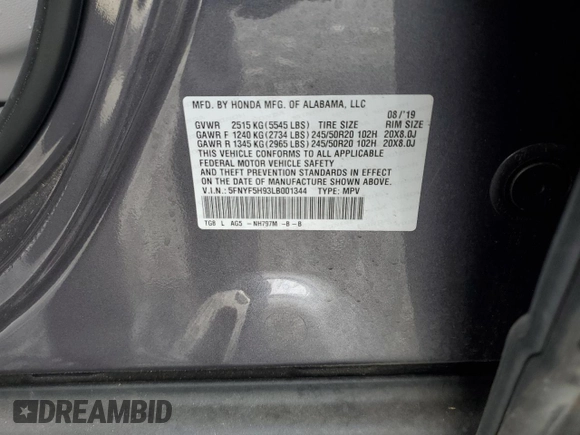 MFD. BY HONDA MFG. OF ALABAMA, LLC
08/'19
GVWR 2515 KG (5545 LBS) TIRE SIZE RIM SIZE
GAWR F 1240 KG (2734 LBS) 245/50R20 102H 20X8.0J
GAWR R 1345 KG (2965 LBS) 245/50R20 102H 20X8.0J
THIS VEHICLE CONFORMS TO ALL APPLICABLE
FEDERAL MOTOR VEHICLE SAFETY
AND THEFT PREVENTION STANDARDS IN EFFECT
ON THE DATE OF MANUFACTURE SHOWN ABOVE.
V.I.N.: 5FNYF5H93LB001344 TYPE: MPV
TGB L AG5 -NH797M -B -B
DREAMBID